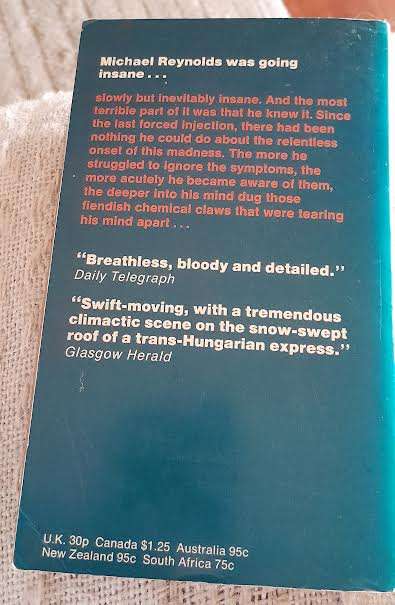 Michael Reynolds was going
insane...
slowly but inevitably insane. And the most
terrible part of it was that he knew it. Since
the last forced injection, there had been
nothing he could do about the relentless
onset of this madness. The more he
struggled to ignore the symptoms, the
more acutely he became aware of them,
the deeper into his mind dug those
fiendish chemical claws that were tearing
his mind apart...
“Breathless, bloody and detailed.”
Daily Telegraph
“Swift-moving, with a tremendous
climactic scene on the snow-swept
roof of a trans-Hungarian express.”
Glasgow Herald
U.K. 30p Canada $1.25 Australia 95c
New Zealand 95c South Africa 75c